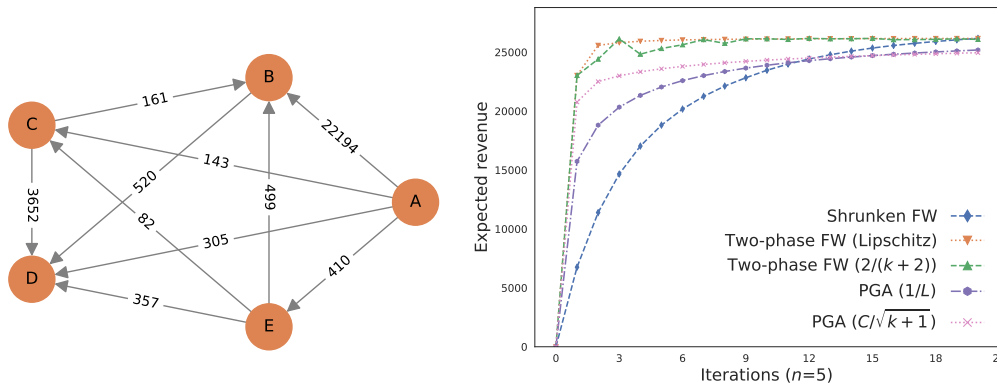 B
C
A
D
E
161
22194
143
520
3652
499
82
305
410
357
Expected revenue
25000
20000
15000
10000
5000
0
Shrunken FW
Two-phase FW (Lipschitz)
Two-phase FW (2/(k + 2))
PGA (1/L)
PGA (C/√k + 1)
0 3 6 9 12 15 18 2
Iterations (n=5)